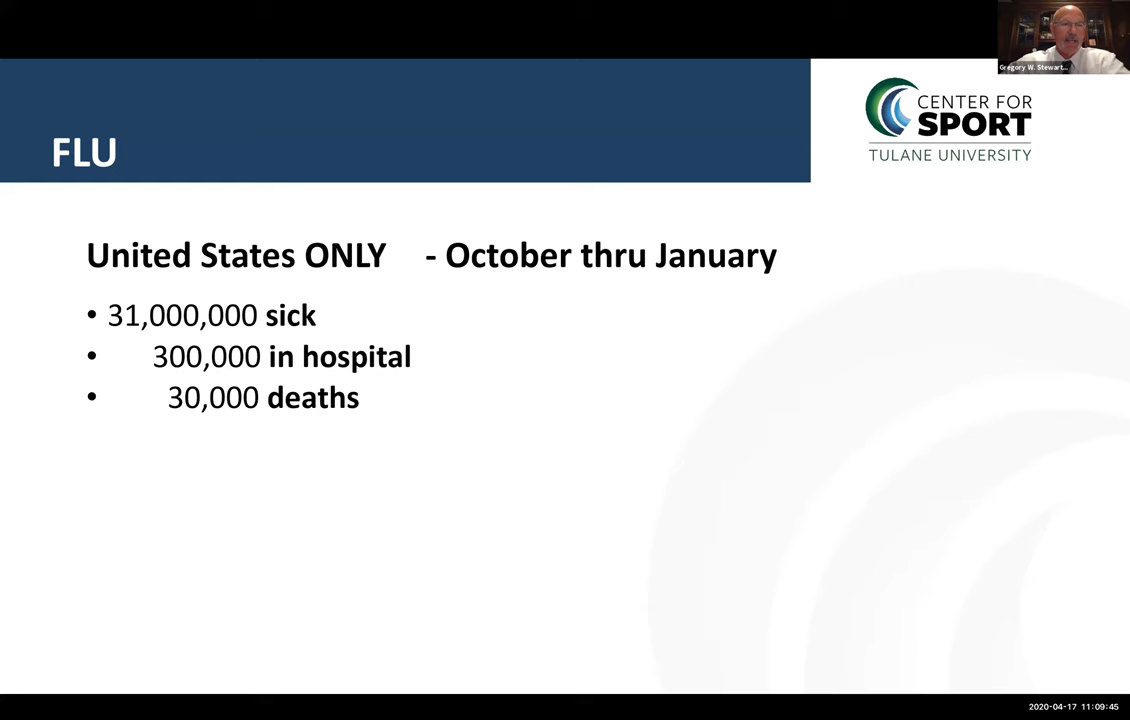 Gregory W. Stewart...
CENTER FOR
SPORT
TULANE UNIVERSITY
FLU
United States ONLY - October thru January
• 31,000,000 sick
• 300,000 in hospital
• 30,000 deaths
2020-04-17 11:09:45